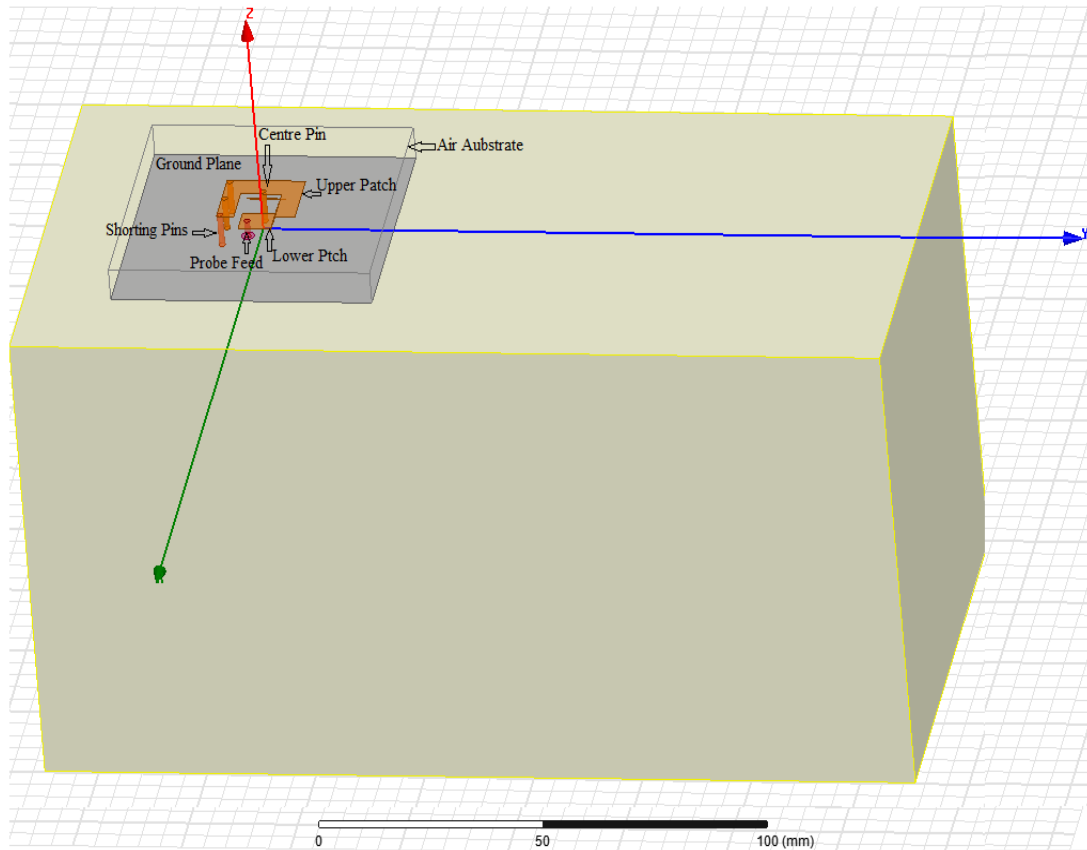 Z
Centre Pin
Air Aubstrate
Ground Plane
Upper Patch
Shorting Pins
Probe Feed
Lower Ptch
0
50
100 (mm)